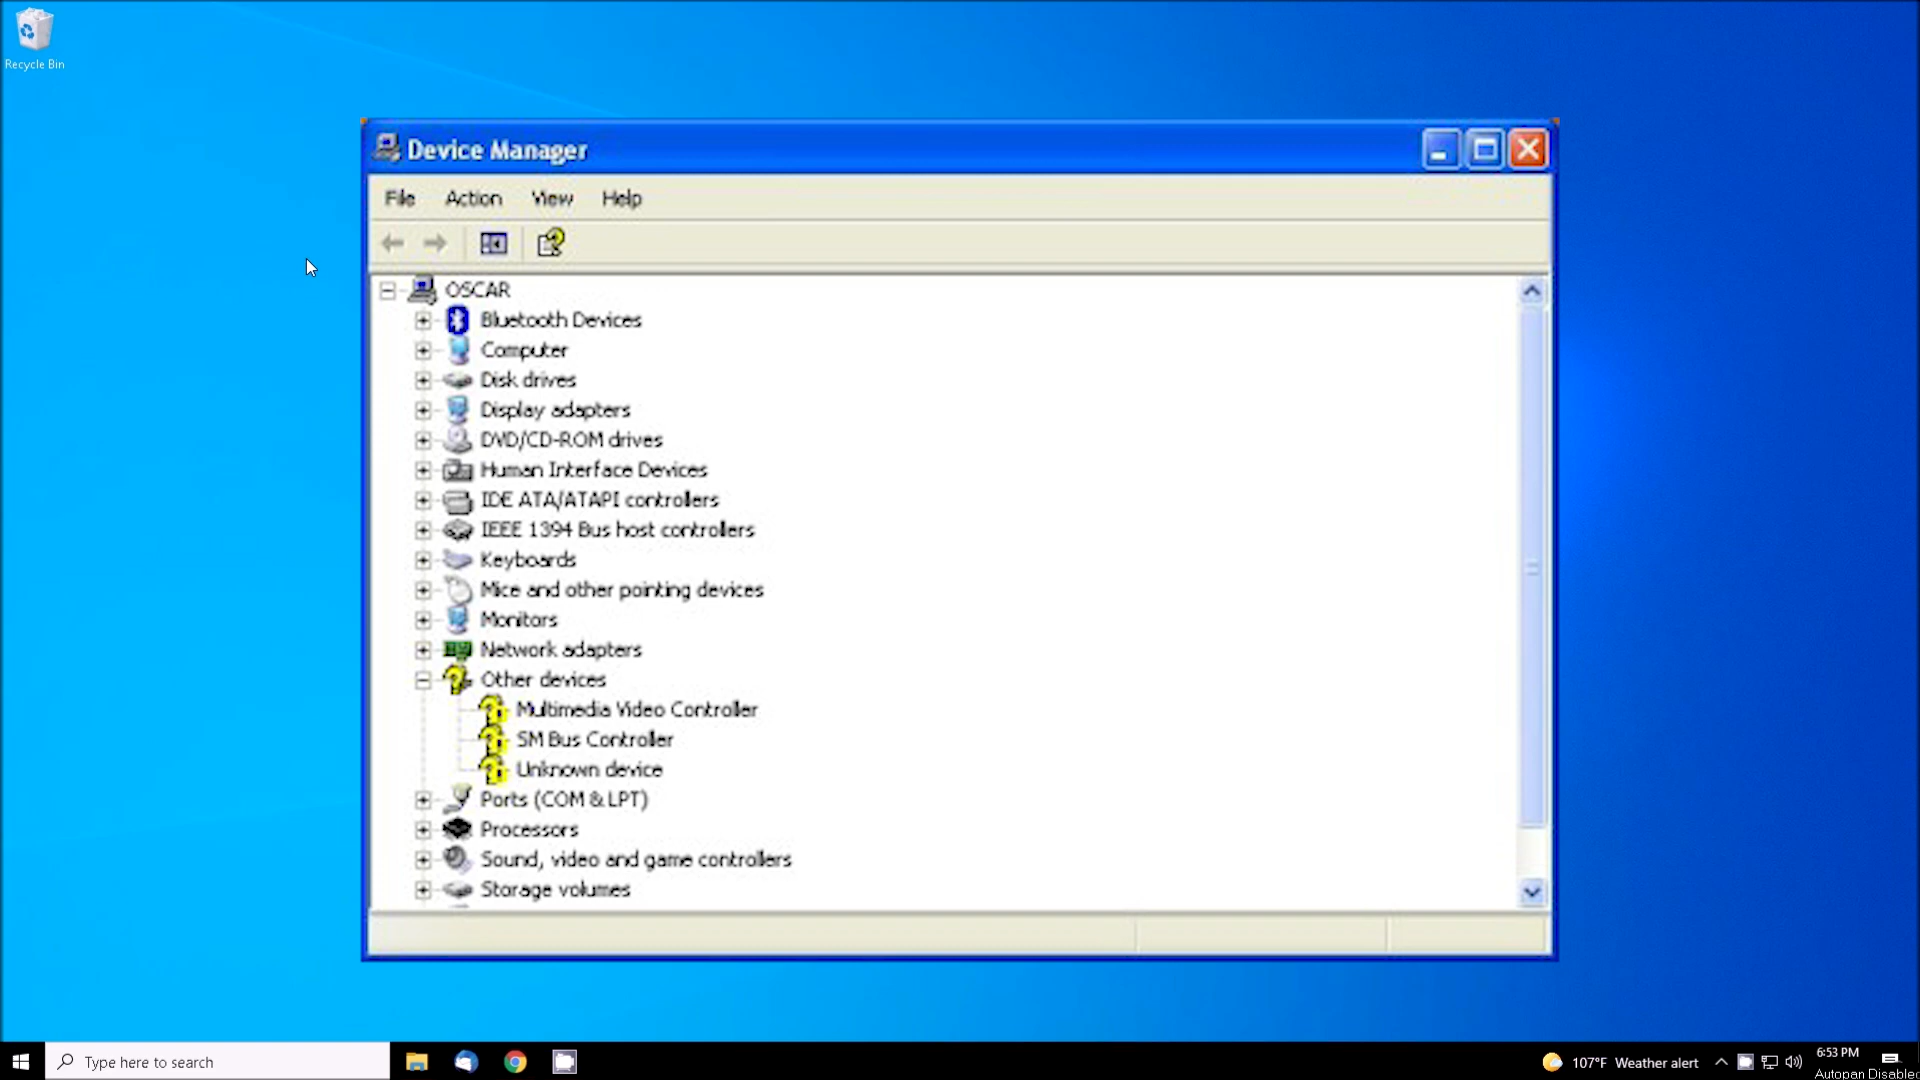 Recycle Bin
Device Manager
File Action View Help
OSCAR
Bluetooth Devices
Computer
Disk drives
Display adapters
DVD/CD-ROM drives
Human Interface Devices
IDE ATA/ATAPI controllers
IEEE 1394 Bus host controllers
Keyboards
Mice and other pointing devices
Monitors
Network adapters
Other devices
Multimedia Video Controller
SM Bus Controller
Unknown device
Ports (COM & LPT)
Processors
Sound, video and game controllers
Storage volumes
Type here to search
107°F Weather alert
6:53 PM
Autopan Disabled